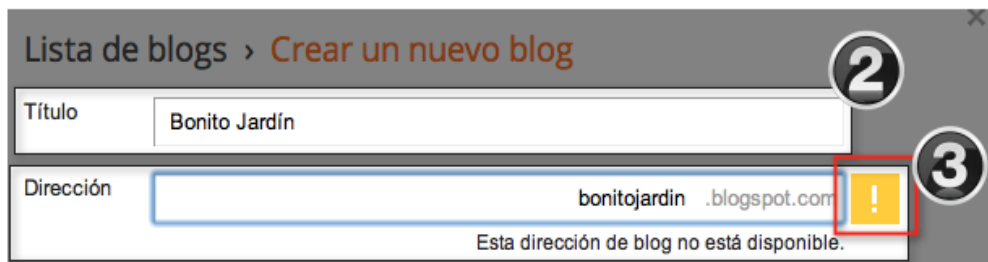 Lista de blogs › Crear un nuevo blog
2
Título
Bonito Jardín
3
Dirección
bonitojardin .blogspot.com
!
Esta dirección de blog no está disponible.